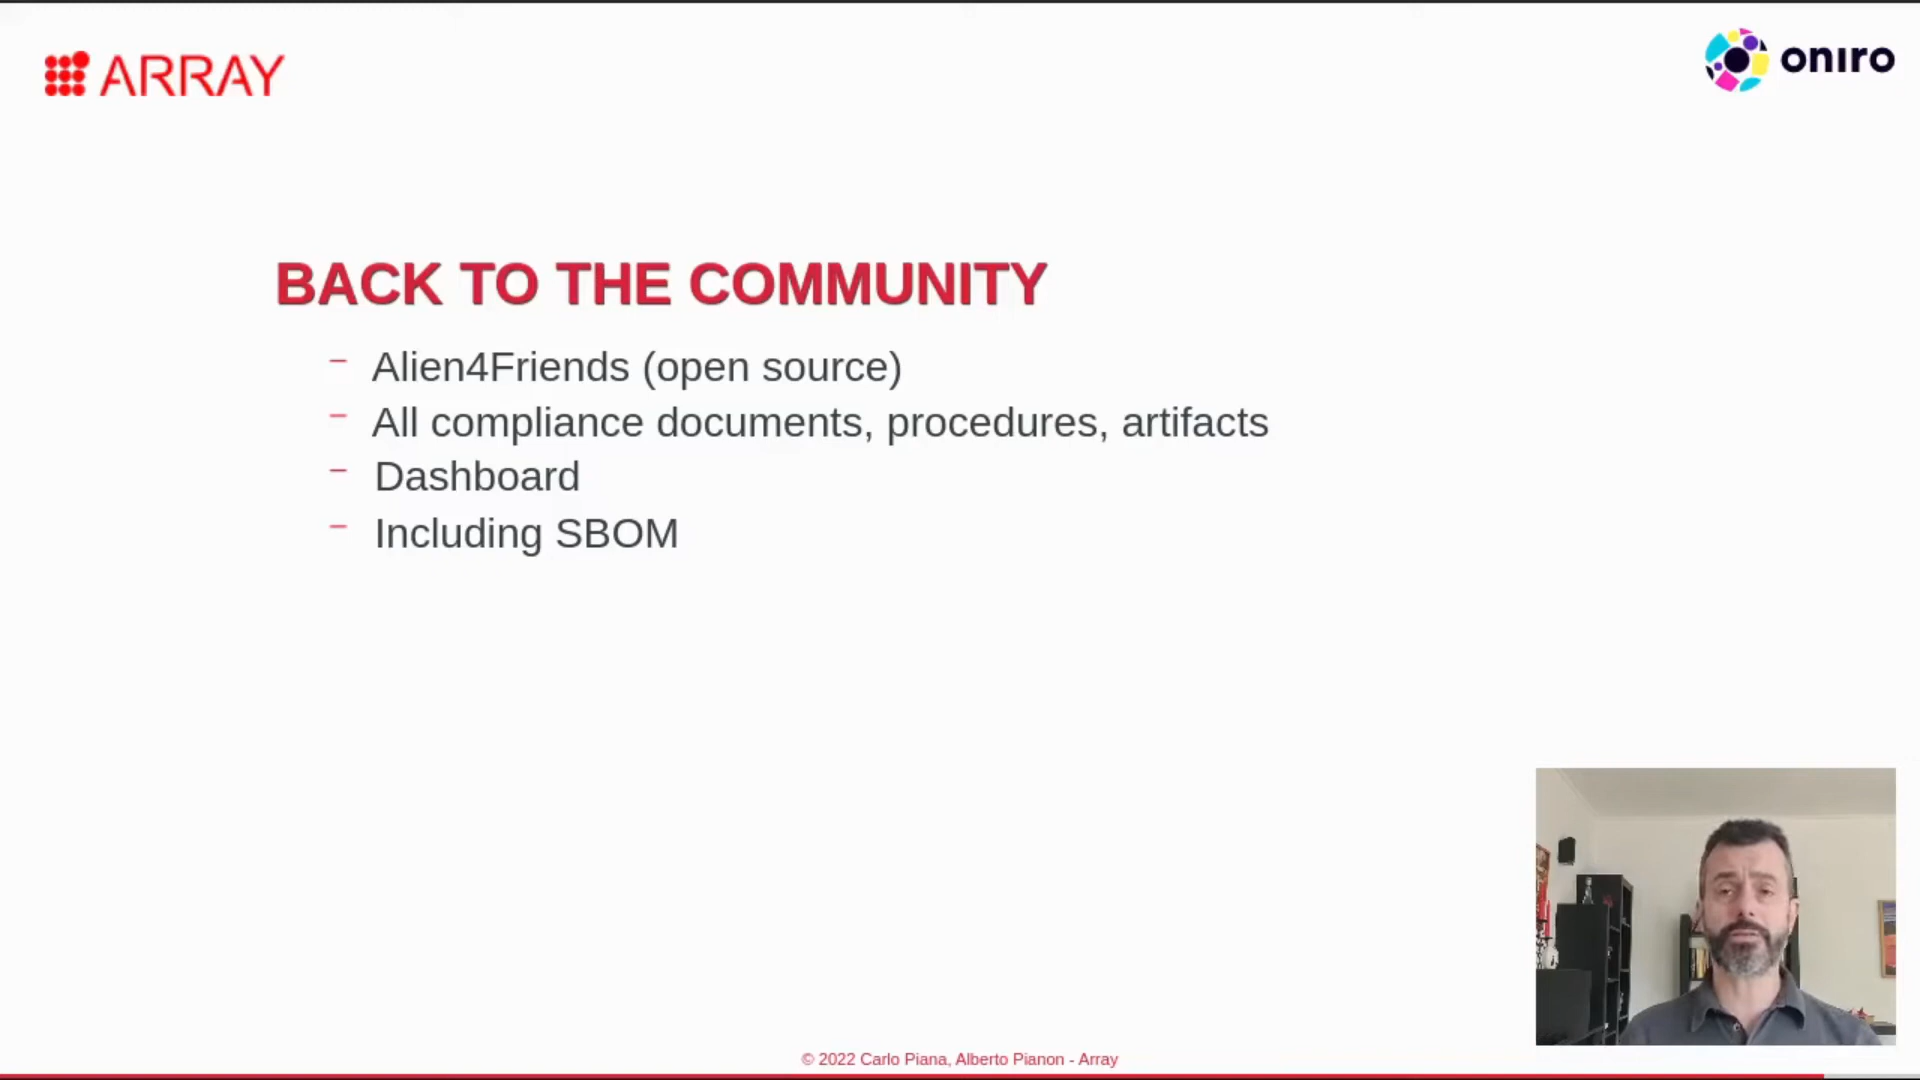 ARRAY
oniro
BACK TO THE COMMUNITY
– Alien4Friends (open source)
– All compliance documents, procedures, artifacts
– Dashboard
– Including SBOM
© 2022 Carlo Piana, Alberto Pianon - Array